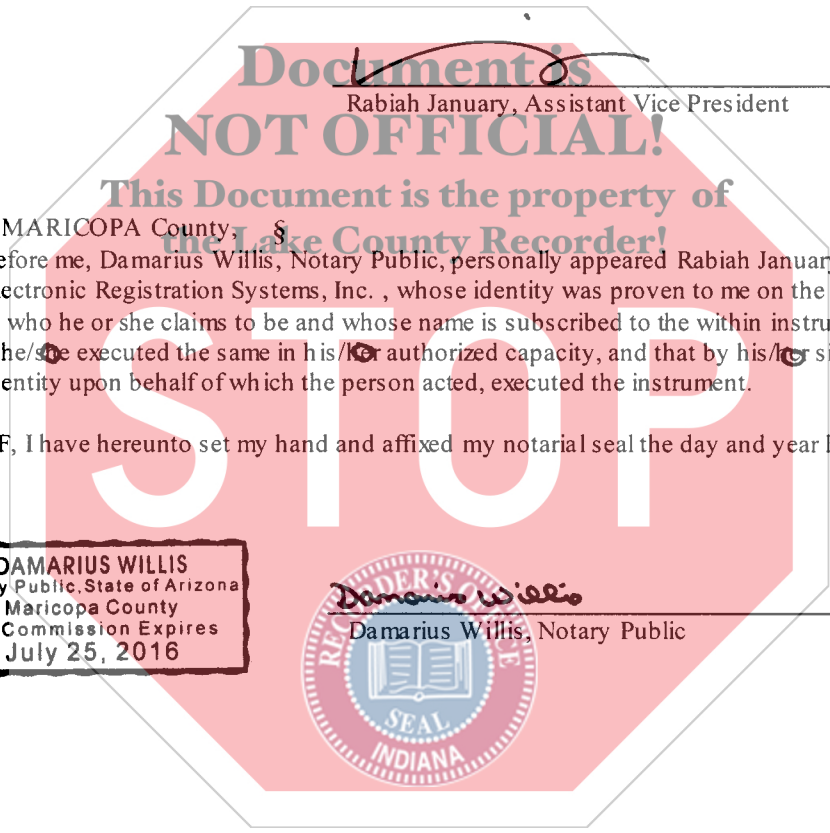 Document is
Rabiah January, Assistant Vice President
NOT OFFICIAL!
This Document is the property of
the Lake County Recorder!
MARICOPA County, §
efore me, Damarius Willis, Notary Public, personally appeared Rabiah Januar
ectronic Registration Systems, Inc. , whose identity was proven to me on the
who he or she claims to be and whose name is subscribed to the within instru
he/she executed the same in his/her authorized capacity, and that by his/her si
entity upon behalf of which the person acted, executed the instrument.
F, I have hereunto set my hand and affixed my notarial seal the day and year
STOP
DAMARIUS WILLIS
y Public, State of Arizona
Maricopa County
Commission Expires
July 25, 2016
Damarius Willis
Damarius Willis, Notary Public
RECORDER'S OFFICE
SEAL
INDIANA